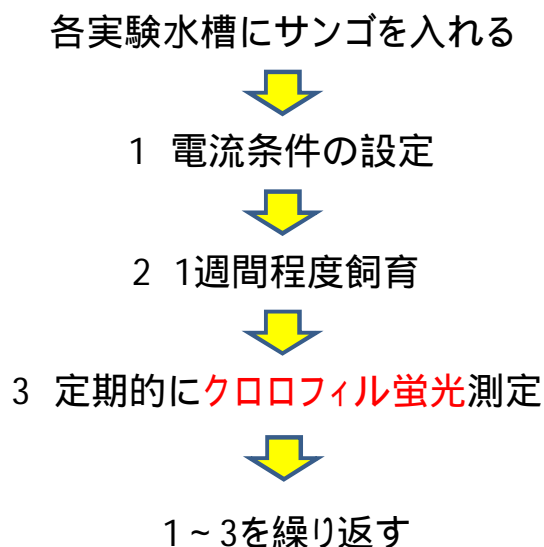 各実験水槽にサンゴを入れる
1 電流条件の設定
2 1週間程度飼育
3 定期的にクロロフィル蛍光測定
1~3を繰り返す